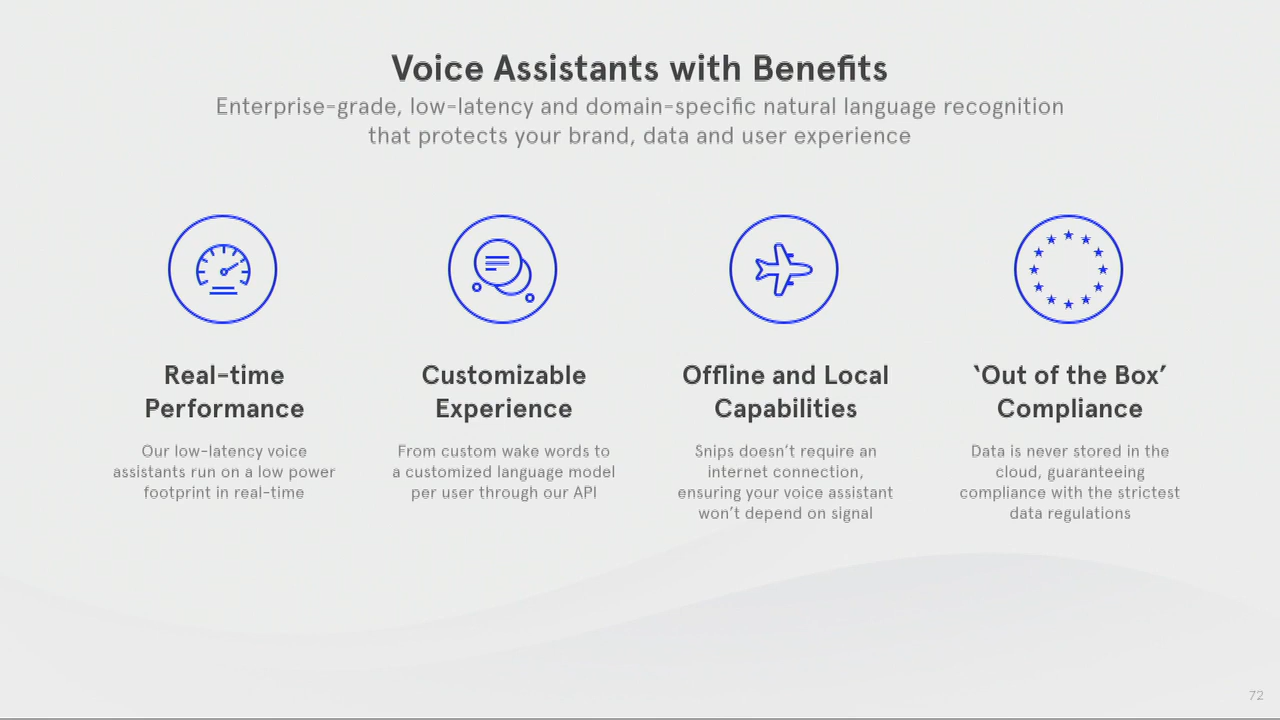 Voice Assistants with Benefits
Enterprise-grade, low-latency and domain-specific natural language recognition
that protects your brand, data and user experience
Real-time
Performance
Our low-latency voice
assistants run on a low power
footprint in real-time
Customizable
Experience
From custom wake words to
a customized language model
per user through our API
Offline and Local
Capabilities
Snips doesn’t require an
internet connection,
ensuring your voice assistant
won’t depend on signal
‘Out of the Box’
Compliance
Data is never stored in the
cloud, guaranteeing
compliance with the strictest
data regulations
72